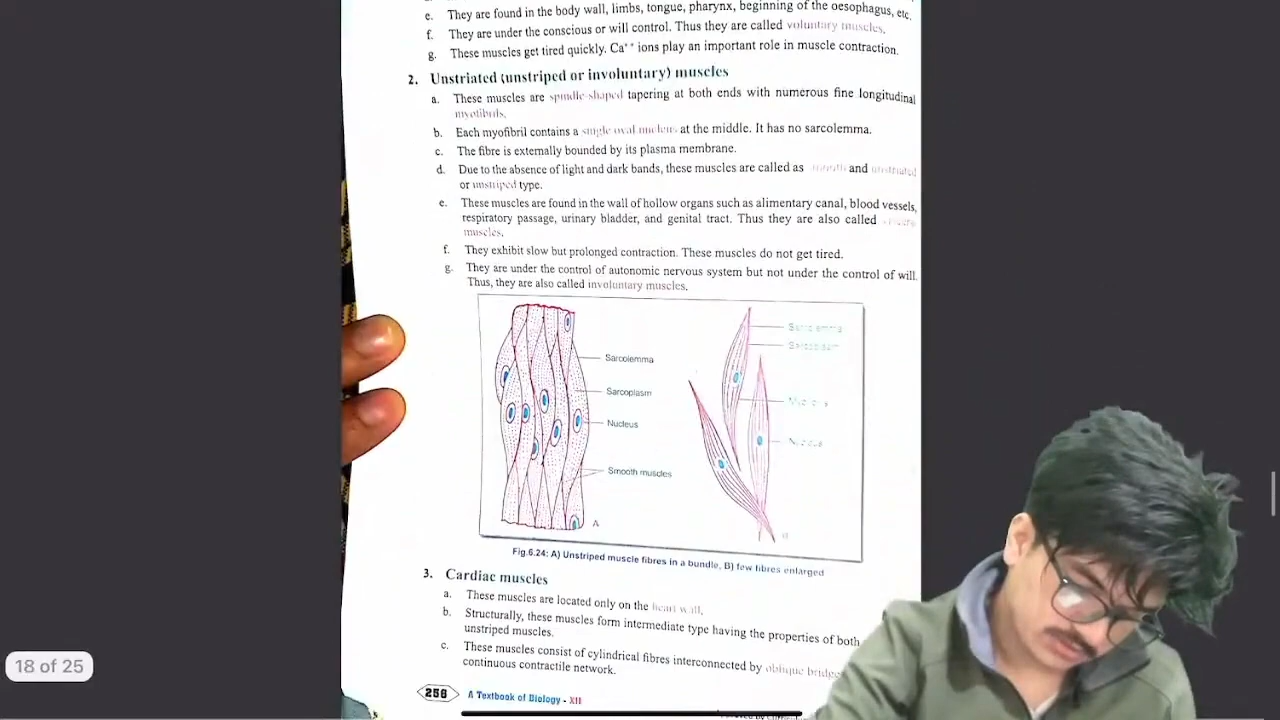 e. They are found in the body wall, limbs, tongue, pharynx, beginning of the oesophagus, etc.
f. They are under the conscious or will control. Thus they are called voluntary muscles.
g. These muscles get tired quickly. Ca⁺⁺ ions play an important role in muscle contraction.
2. Unstriated (unstriped or involuntary) muscles
a. These muscles are spindle-shaped tapering at both ends with numerous fine longitudinal
myofibrils.
b. Each myofibril contains a single oval nucleus at the middle. It has no sarcolemma.
c. The fibre is externally bounded by its plasma membrane.
d. Due to the absence of light and dark bands, these muscles are called as smooth and unstriated
or unstriped type.
e. These muscles are found in the wall of hollow organs such as alimentary canal, blood vessels,
respiratory passage, urinary bladder, and genital tract. Thus they are also called
muscles.
f. They exhibit slow but prolonged contraction. These muscles do not get tired.
g. They are under the control of autonomic nervous system but not under the control of will.
Thus, they are also called involuntary muscles.
Sarcolemma
Sarcoplasm
Nucleus
Smooth muscles
A
Sarcolemma
Sarcoplasm
Nucleus
Fig.6.24: A) Unstriped muscle fibres in a bundle, B) few fibres enlarged
3. Cardiac muscles
a. These muscles are located only on the heart wall.
b. Structurally, these muscles form intermediate type having the properties of both
unstriped muscles.
c. These muscles consist of cylindrical fibres interconnected by oblique bridge
continuous contractile network.
256 A Textbook of Biology - XII
18 of 25